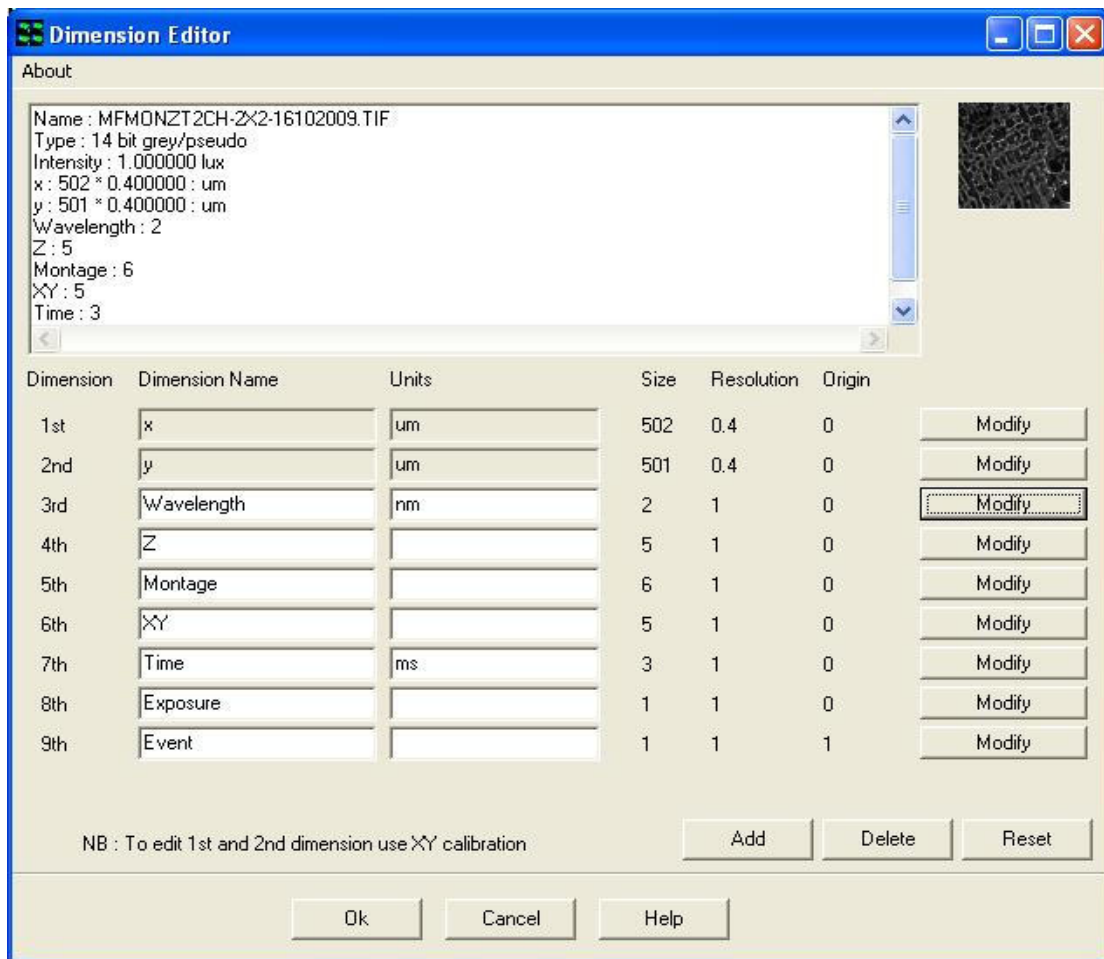 Dimension Editor
About
Name : MFMONZT2CH-2X2-16102009.TIF
Type : 14 bit grey/pseudo
Intensity : 1.000000 lux
x : 502 * 0.400000 : um
y : 501 * 0.400000 : um
Wavelength : 2
Z : 5
Montage : 6
XY : 5
Time : 3
Dimension Dimension Name Units Size Resolution Origin
1st x um 502 0.4 0 Modify
2nd y um 501 0.4 0 Modify
3rd Wavelength nm 2 1 0 Modify
4th Z 5 1 0 Modify
5th Montage 6 1 0 Modify
6th XY 5 1 0 Modify
7th Time ms 3 1 0 Modify
8th Exposure 1 1 0 Modify
9th Event 1 1 1 Modify
NB : To edit 1st and 2nd dimension use XY calibration Add Delete Reset
Ok Cancel Help